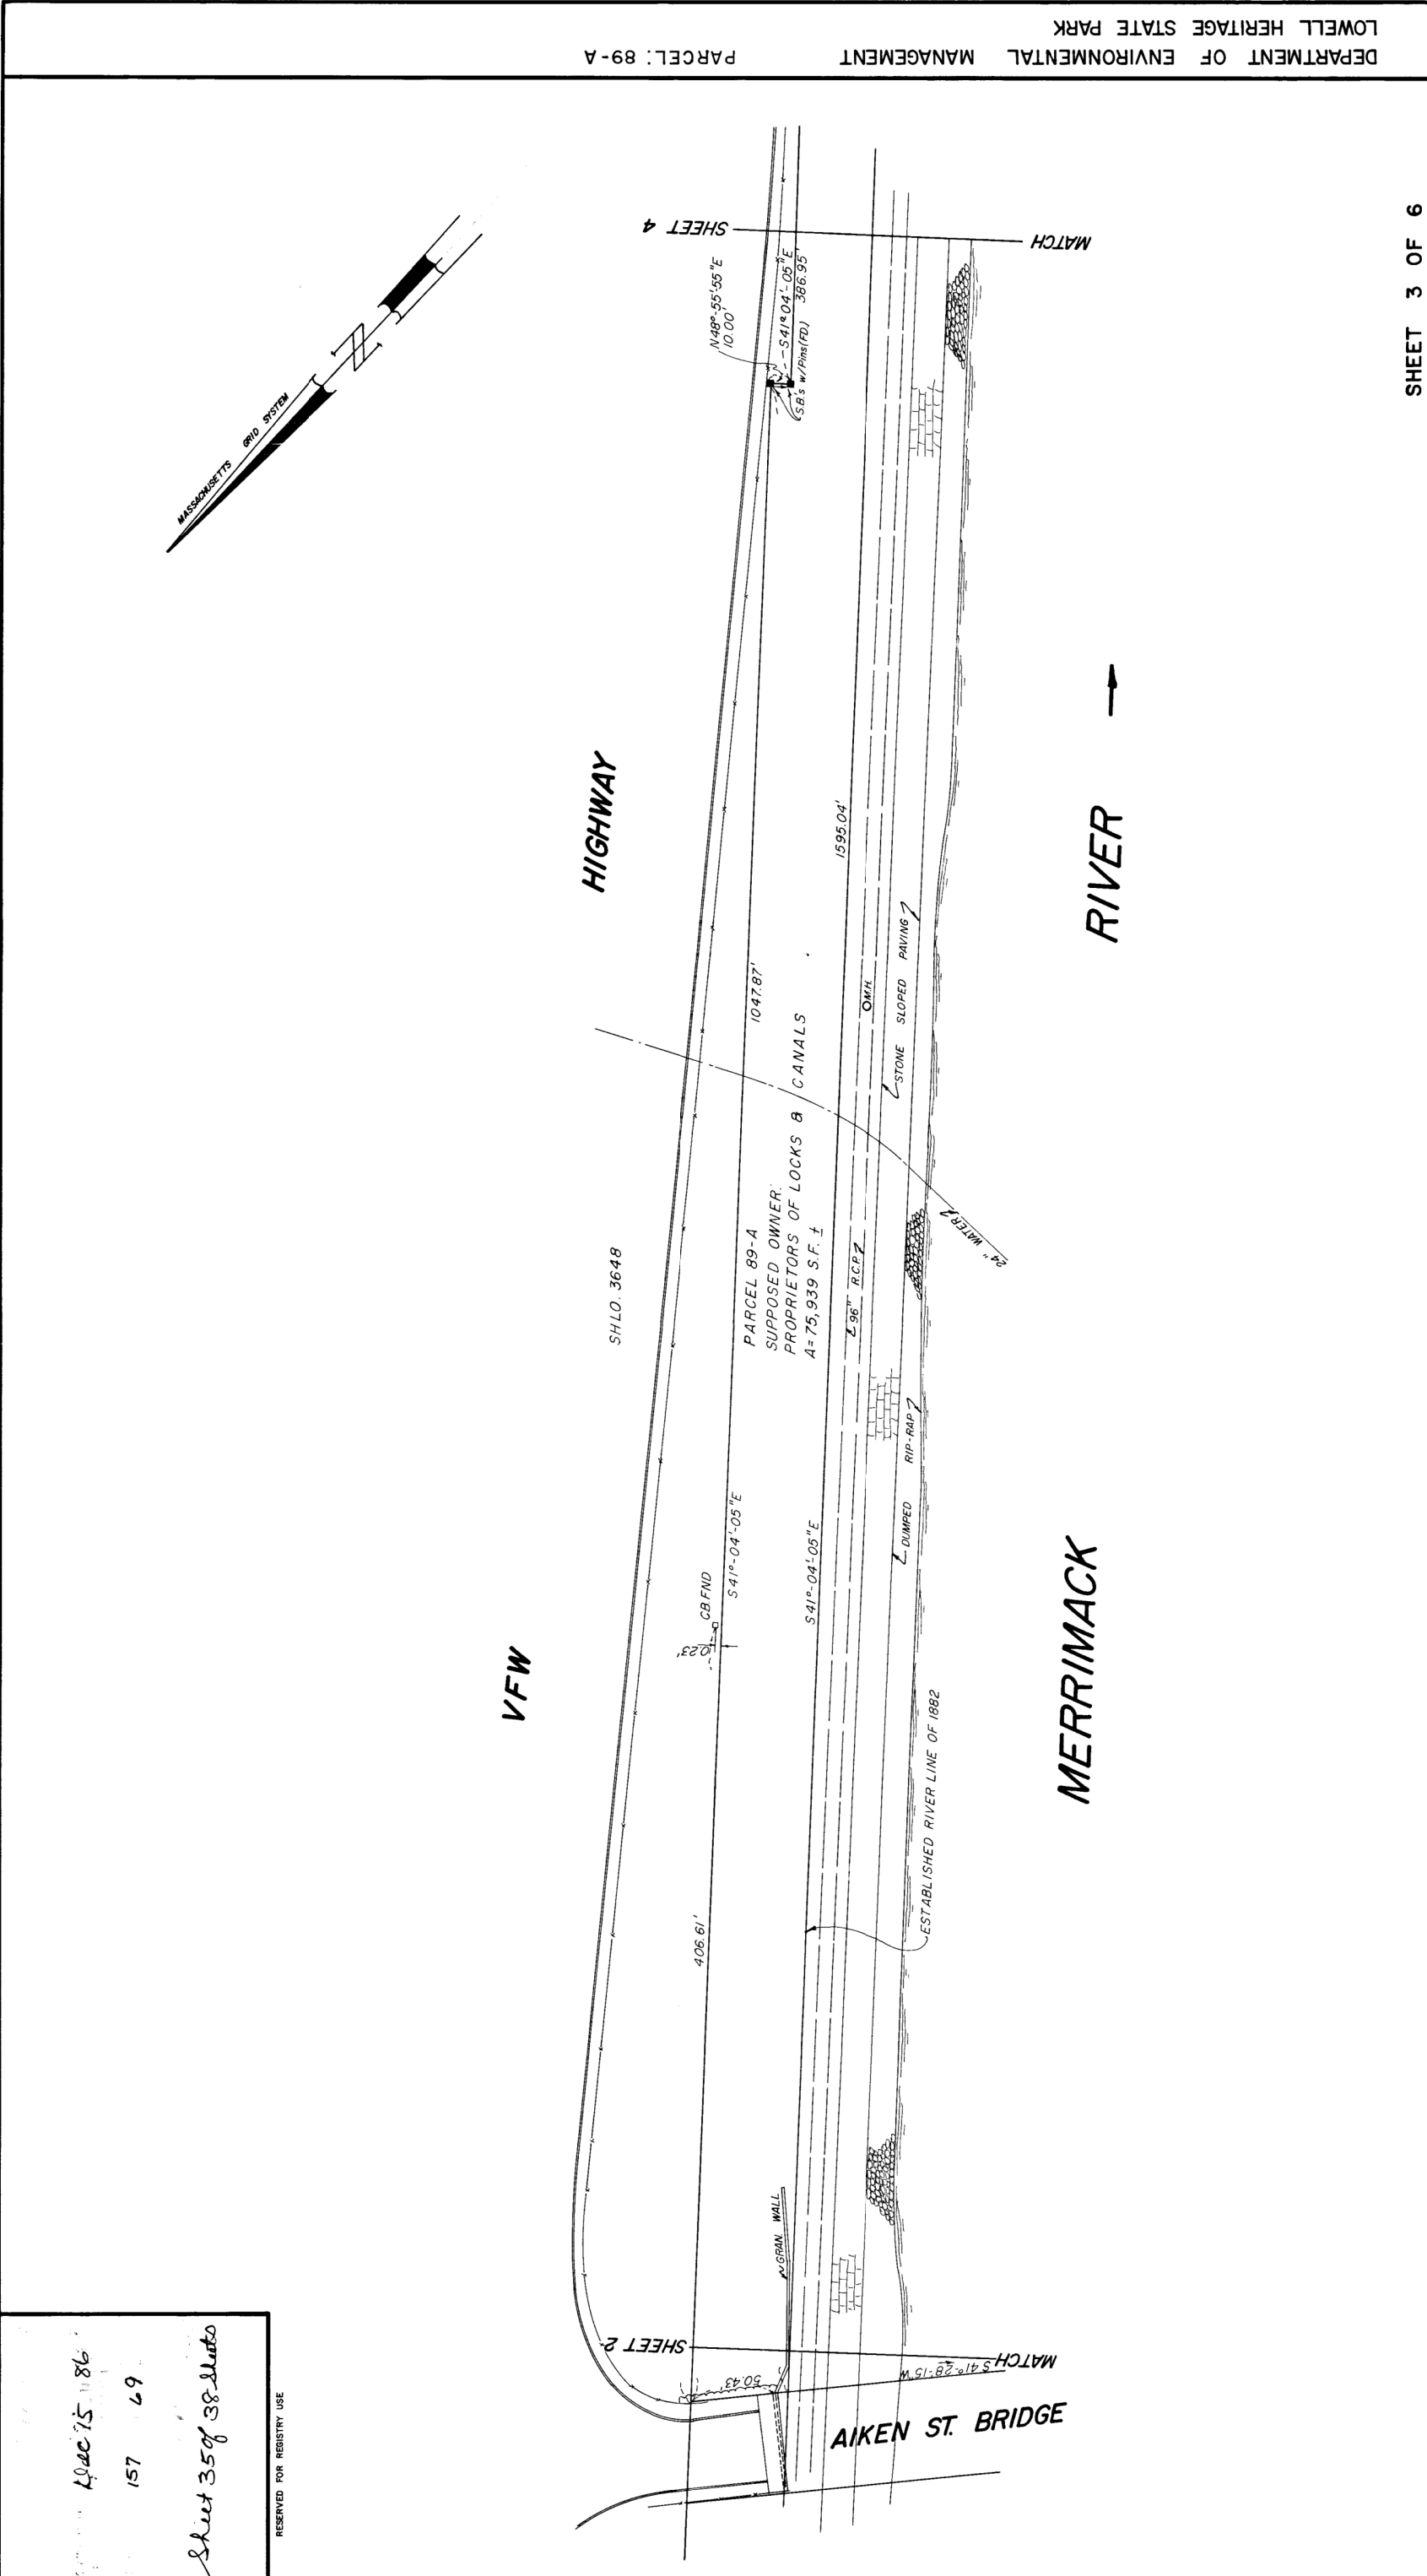 DEPARTMENT OF ENVIRONMENTAL MANAGEMENT PARCEL: 89-A
LOWELL HERITAGE STATE PARK
SHEET 3 OF 6
MASSACHUSETTS GRID SYSTEM
N
MATCH SHEET 4
N48°-55'-55"E
10.00'
S41°04'-05"E
386.95'
S.B.'s w/Pins(FD.)
VFW HIGHWAY
SHLO. 3648
1047.87'
PARCEL 89-A
SUPPOSED OWNER:
PROPRIETORS OF LOCKS & CANALS
A=75,939 S.F. ±
1595.04'
O M.H.
96" R.C.P.
STONE SLOPED PAVING
24" WATER
DUMPED RIP-RAP
MERRIMACK RIVER
C.B. FND
0.23'
S41°-04'-05"E
S41°-04'-05"E
406.61'
ESTABLISHED RIVER LINE OF 1882
GRAN. WALL
MATCH SHEET 2
50.43'
S41°-28'-15"W
AIKEN ST. BRIDGE
Dec 15 1986
157 69
Sheet 35 of 38 Sheets
RESERVED FOR REGISTRY USE